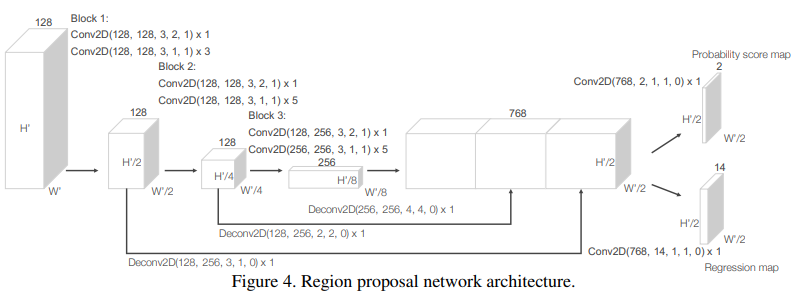 128
Block 1:
Conv2D(128, 128, 3, 2, 1) x 1
Conv2D(128, 128, 3, 1, 1) x 3
H'
W'
Block 2:
Conv2D(128, 128, 3, 2, 1) x 1
Conv2D(128, 128, 3, 1, 1) x 5
128
H'/2
W'/2
Block 3:
Conv2D(128, 256, 3, 2, 1) x 1
Conv2D(256, 256, 3, 1, 1) x 5
128
H'/4
W'/4
256
H'/8
W'/8
Deconv2D(256, 256, 4, 4, 0) x 1
Deconv2D(128, 256, 2, 2, 0) x 1
Deconv2D(128, 256, 3, 1, 0) x 1
768
H'/2
W'/2
Probability score map
2
Conv2D(768, 2, 1, 1, 0) x 1
H'/2
W'/2
14
H'/2
W'/2
Conv2D(768, 14, 1, 1, 0) x 1
Regression map
Figure 4. Region proposal network architecture.